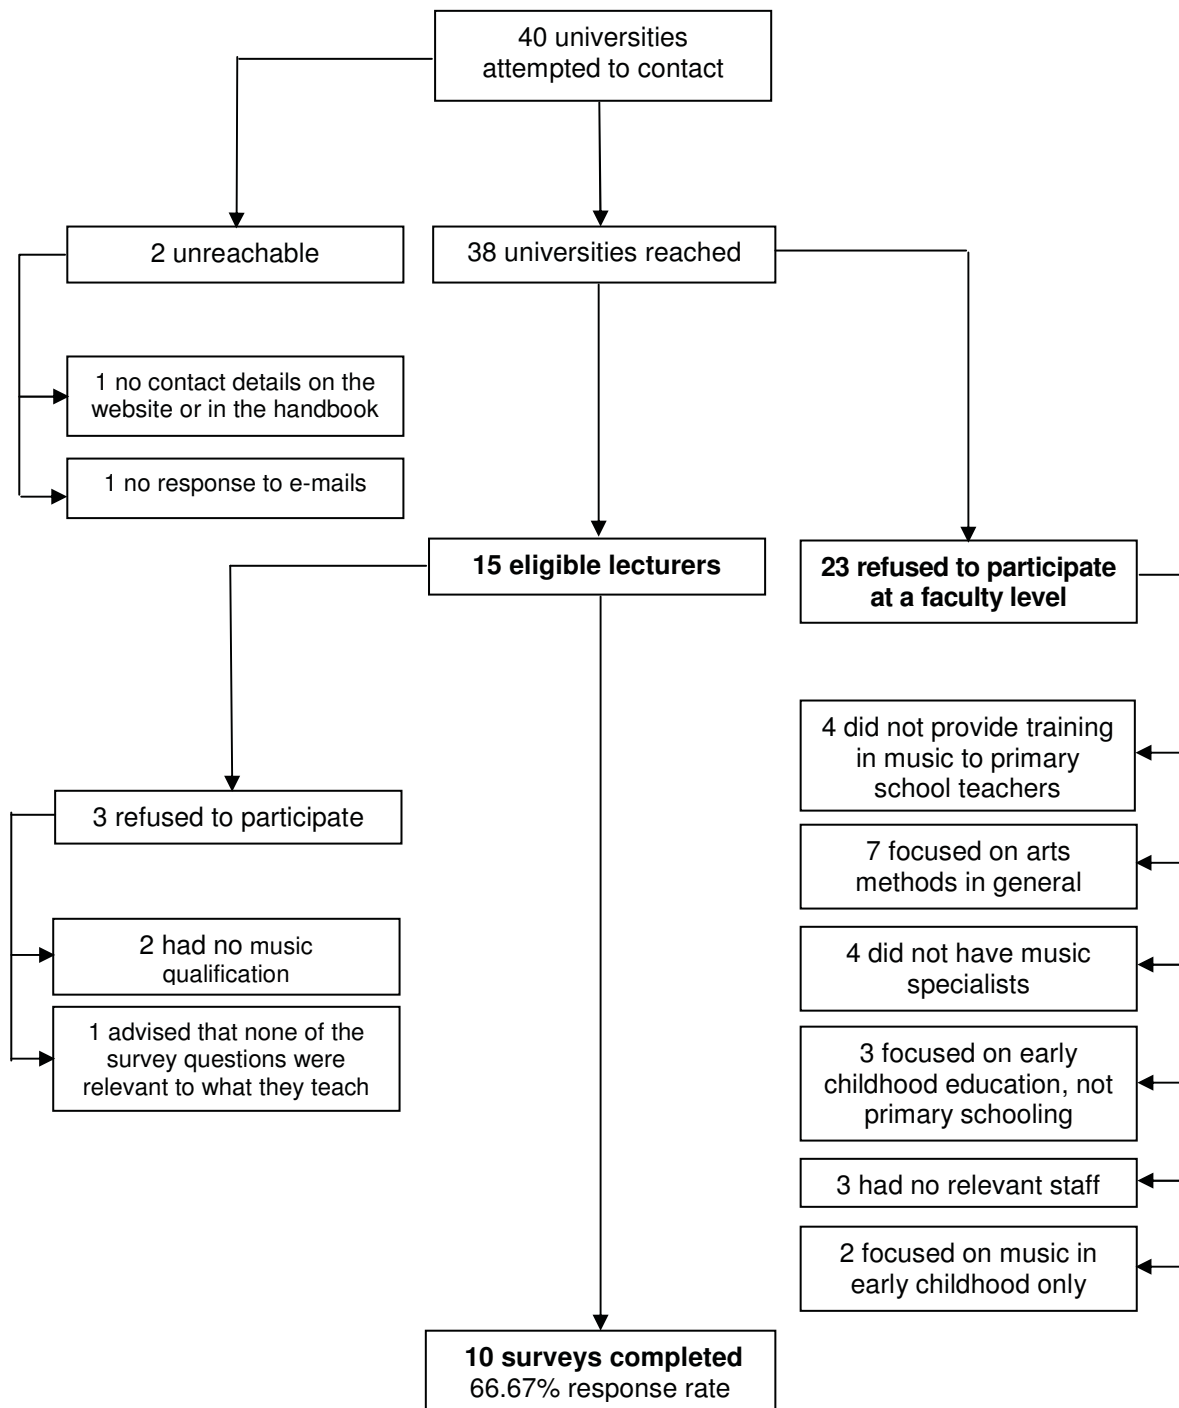 40 universities
attempted to contact
2 unreachable
38 universities reached
1 no contact details on the
website or in the handbook
1 no response to e-mails
15 eligible lecturers
23 refused to participate
at a faculty level
4 did not provide training
in music to primary
school teachers
7 focused on arts
methods in general
4 did not have music
specialists
3 focused on early
childhood education, not
primary schooling
3 had no relevant staff
2 focused on music in
early childhood only
3 refused to participate
2 had no music
qualification
1 advised that none of the
survey questions were
relevant to what they teach
10 surveys completed
66.67% response rate